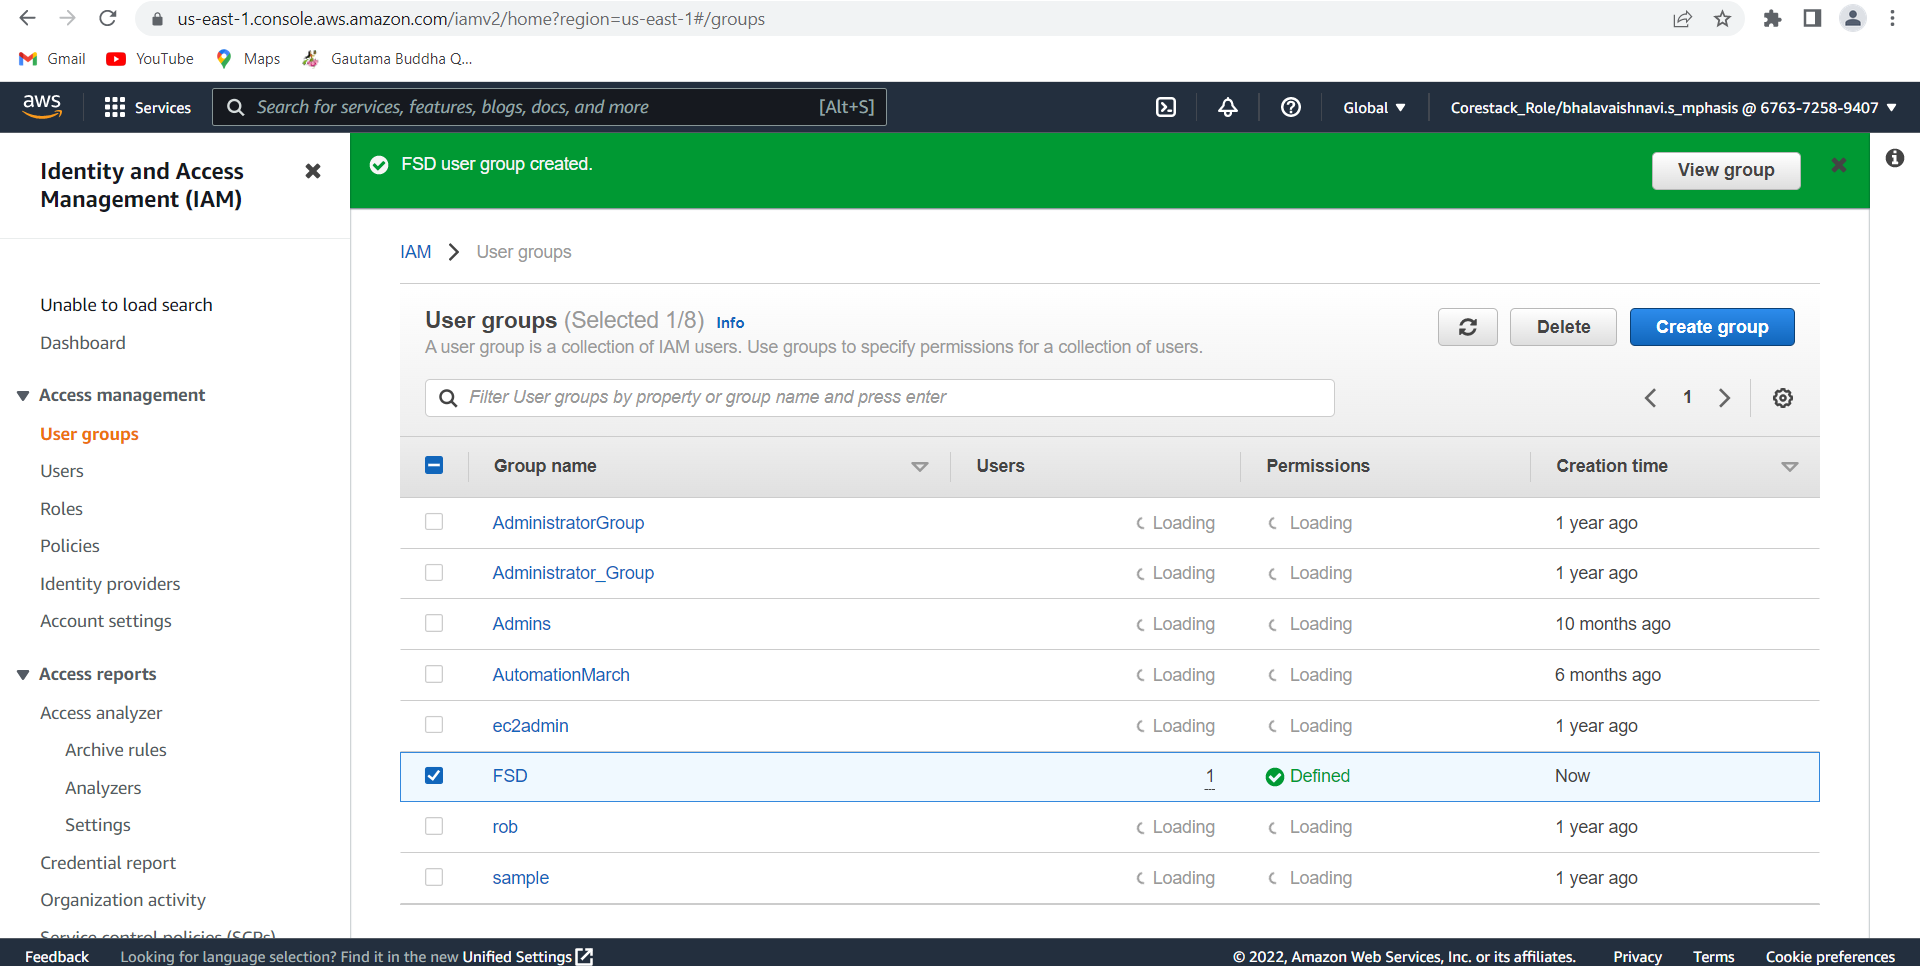 us-east-1.console.aws.amazon.com/iamv2/home?region=us-east-1#/groups
Gmail YouTube Maps Gautama Buddha Q...
aws Services Search for services, features, blogs, docs, and more [Alt+S] Global Corestack_Role/bhalavaishnavi.s_mphasis @ 6763-7258-9407
Identity and Access
Management (IAM)
Unable to load search
Dashboard
Access management
User groups
Users
Roles
Policies
Identity providers
Account settings
Access reports
Access analyzer
Archive rules
Analyzers
Settings
Credential report
Organization activity
Service control policies (SCPs)
FSD user group created.
View group
IAM User groups
User groups (Selected 1/8) Info
A user group is a collection of IAM users. Use groups to specify permissions for a collection of users.
Delete
Create group
Filter User groups by property or group name and press enter
1
Group name Users Permissions Creation time
AdministratorGroup Loading Loading 1 year ago
Administrator_Group Loading Loading 1 year ago
Admins Loading Loading 10 months ago
AutomationMarch Loading Loading 6 months ago
ec2admin Loading Loading 1 year ago
FSD 1 Defined Now
rob Loading Loading 1 year ago
sample Loading Loading 1 year ago
Feedback Looking for language selection? Find it in the new Unified Settings © 2022, Amazon Web Services, Inc. or its affiliates. Privacy Terms Cookie preferences